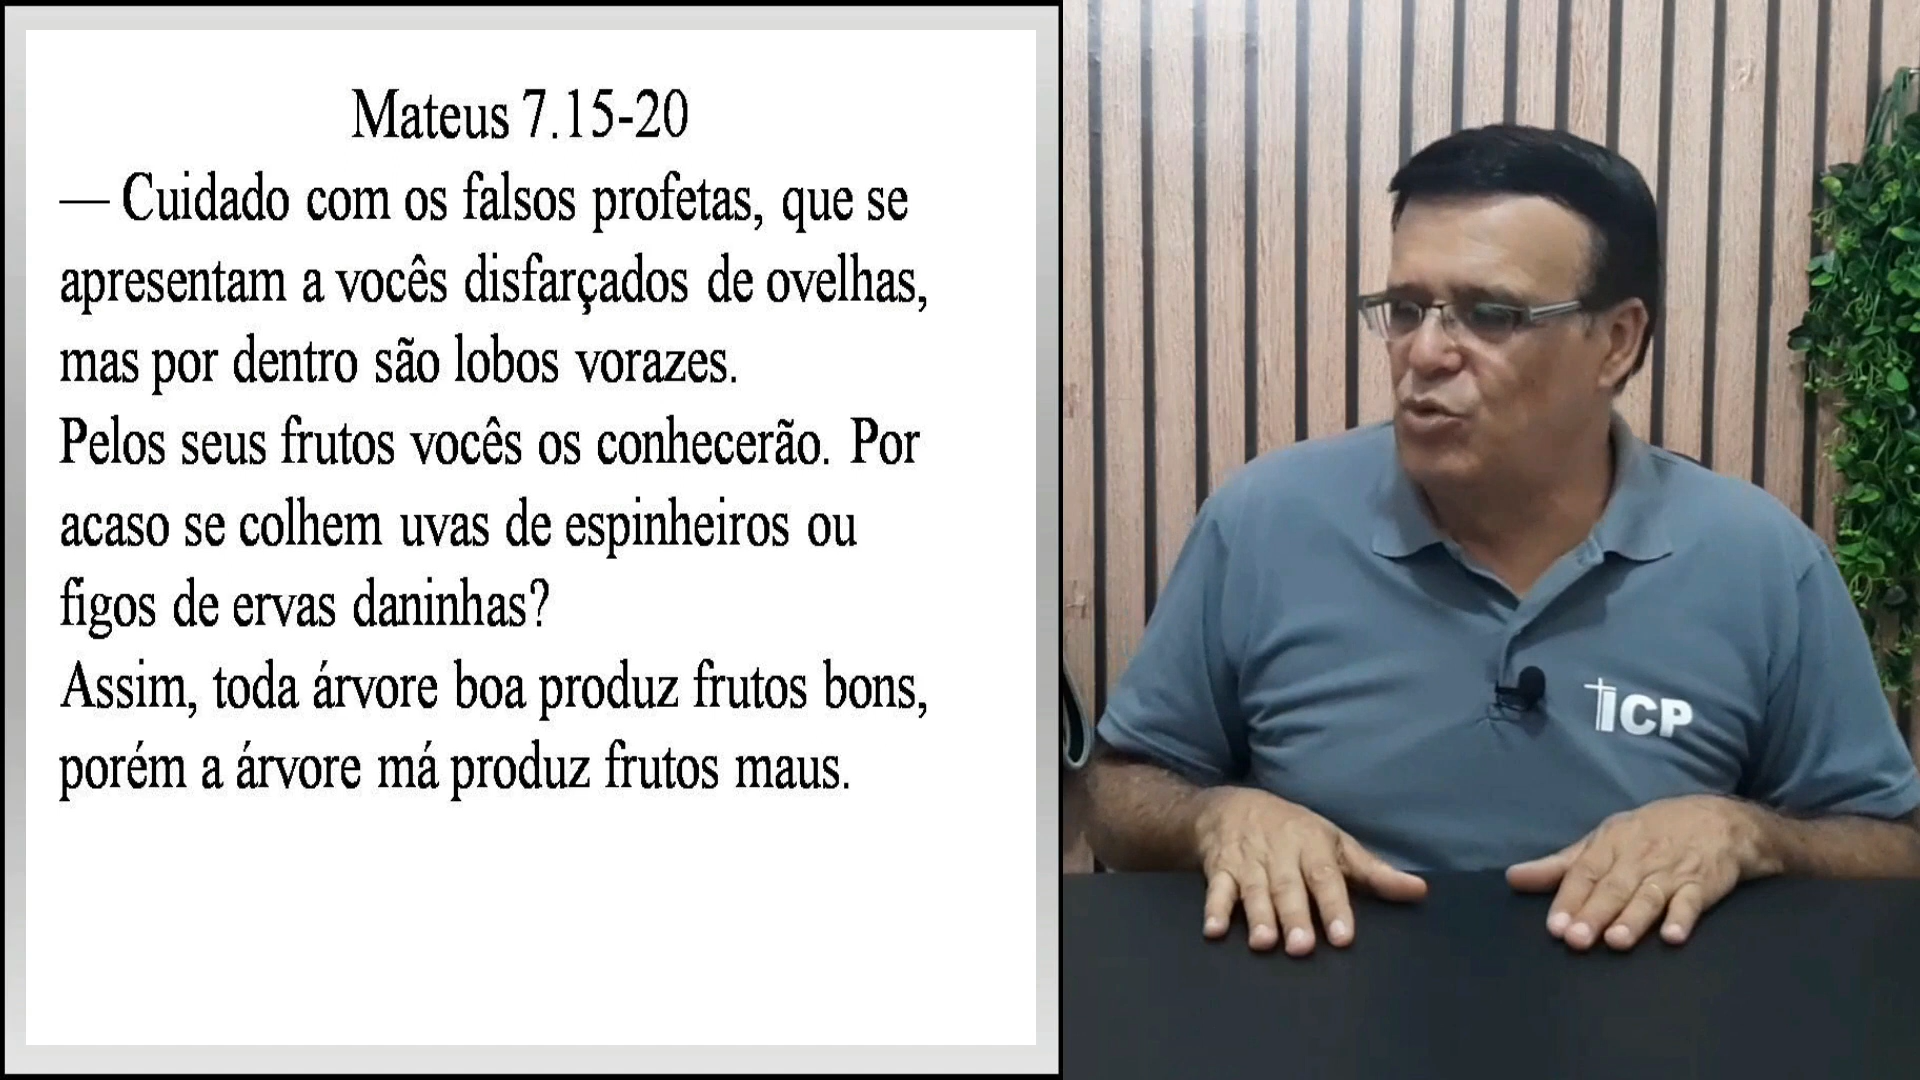 Mateus 7.15-20
— Cuidado com os falsos profetas, que se
apresentam a vocês disfarçados de ovelhas,
mas por dentro são lobos vorazes.
Pelos seus frutos vocês os conhecerão. Por
acaso se colhem uvas de espinheiros ou
figos de ervas daninhas?
Assim, toda árvore boa produz frutos bons,
porém a árvore má produz frutos maus.
ICP